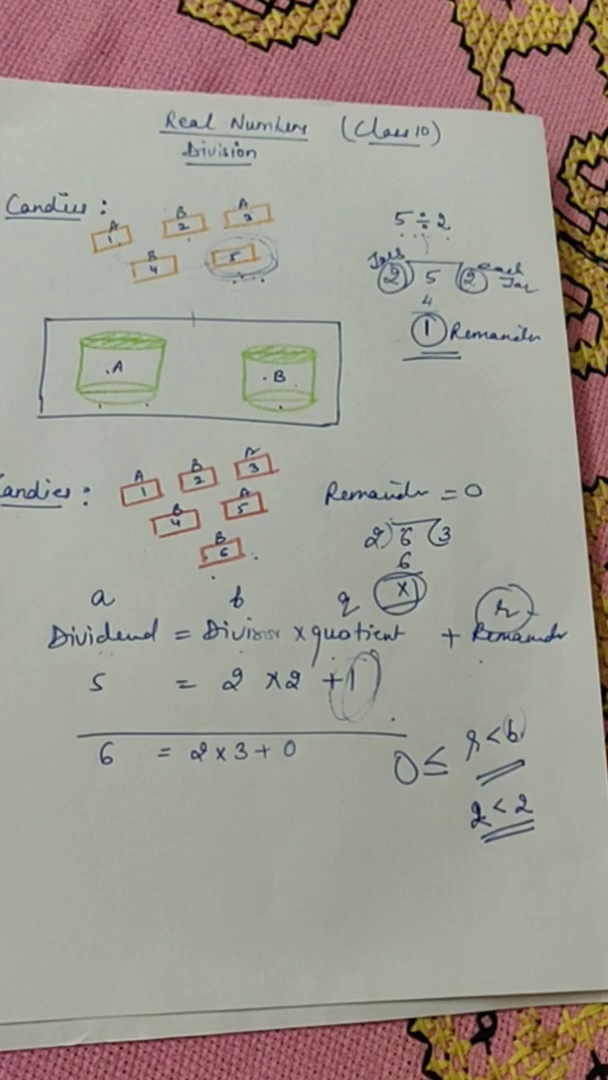 Real Numbers (Class 10)
Division
Candies :
A B A
1 2 3
B
4 5
5 ÷ 2
Jars 2 5 2 each Jar
4
1 Remainder
A B
Candies :
A B A
1 2 3
B A
4 5
B
6
Remainder = 0
2) 6 (3
6
x
a b q r
Dividend = Divisor x quotient + Remainder
5 = 2 x 2 + 1
6 = 2 x 3 + 0
0 ≤ r < b
2 < 2